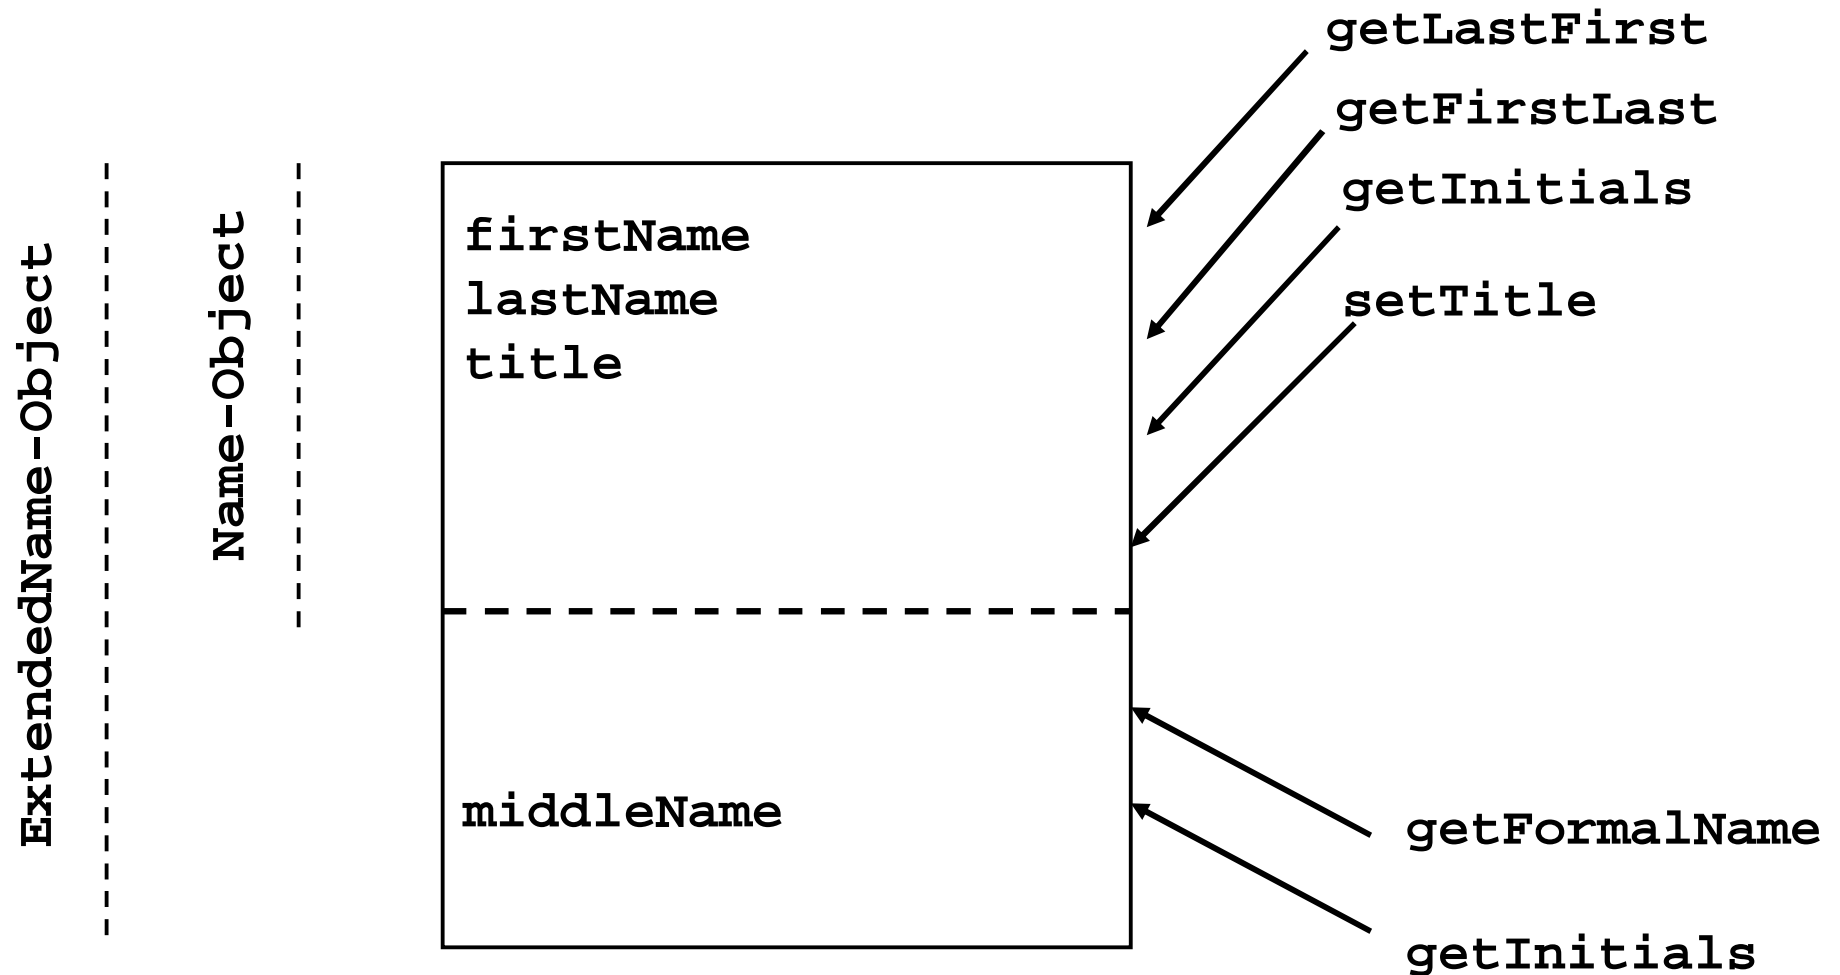 getLastFirst
getFirstLast
getInitials
setTitle
firstName
lastName
title
Name-Object
ExtendedName-Object
middleName
getFormalName
getInitials